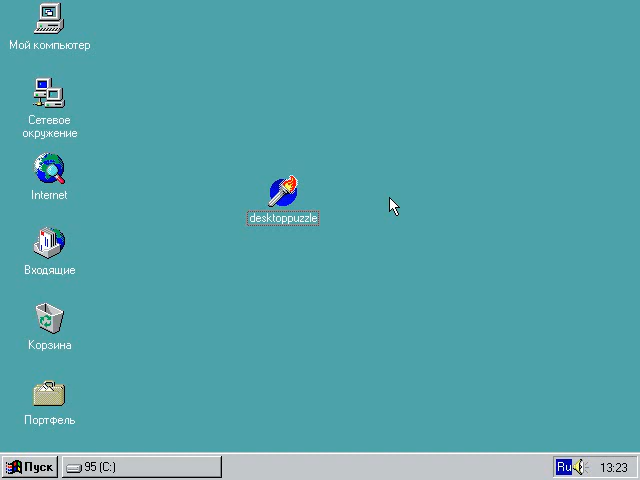 Мой компьютер
Сетевое
окружение
Internet
desktoppuzzle
Входящие
Корзина
Портфель
Пуск
95 (C:)
Ru
13:23